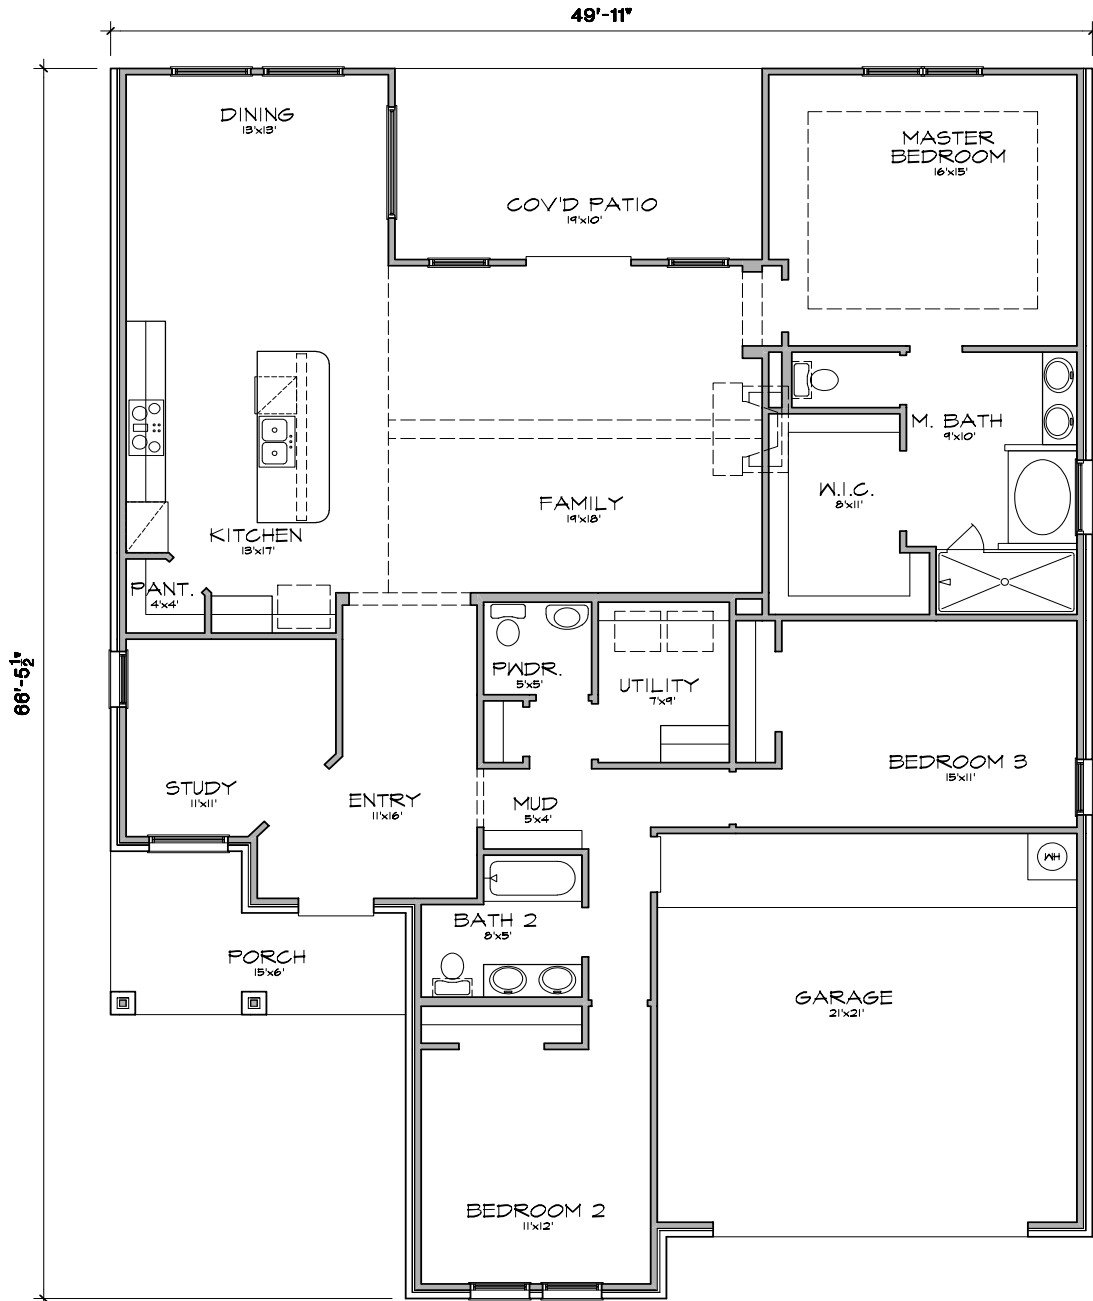 49'-11"
DINING
13'x13'
MASTER
BEDROOM
16'x15'
COV'D PATIO
19'x10'
M. BATH
9'x10'
W.I.C.
8'x11'
FAMILY
19'x18'
KITCHEN
13'x17'
PANT.
4'x4'
66'-5½"
PWDR.
5'x5'
UTILITY
7'x9'
STUDY
11'x11'
ENTRY
11'x16'
MUD
5'x4'
BEDROOM 3
15'x11'
WH
BATH 2
8'x5'
PORCH
15'x6'
GARAGE
21'x21'
BEDROOM 2
11'x12'